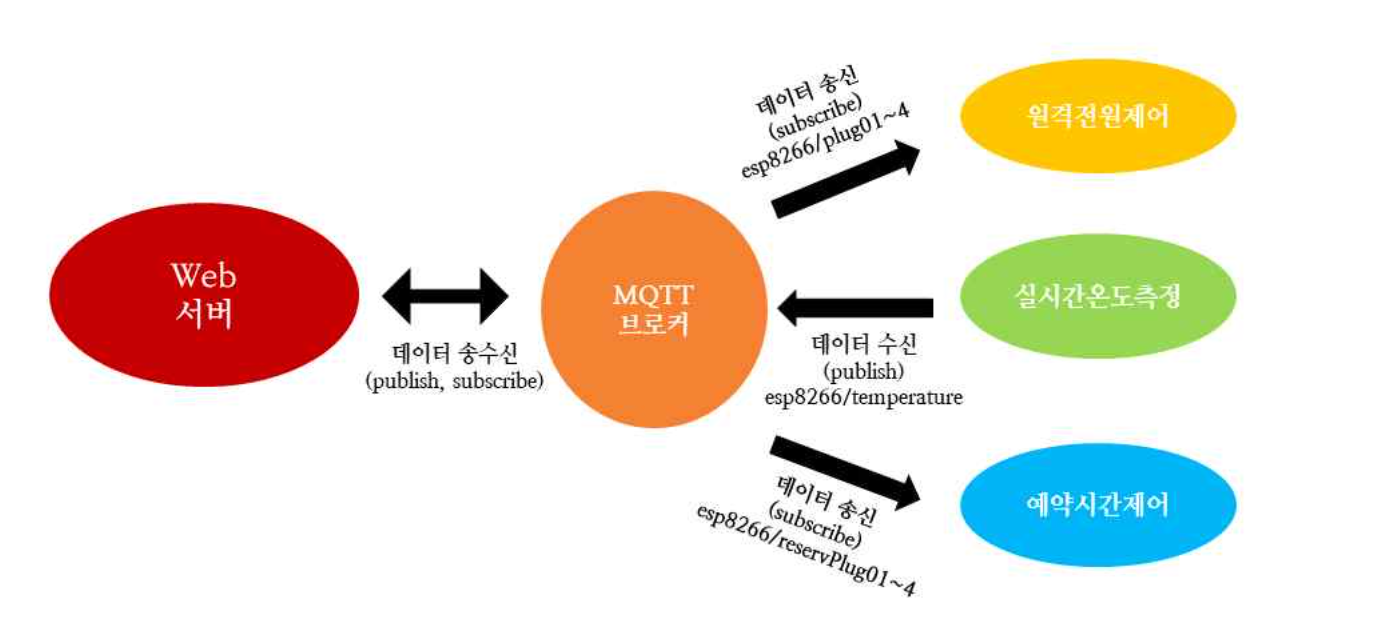 Web
서버
데이터 송수신
(publish, subscribe)
MQTT
브로커
데이터 송신
(subscribe)
esp8266/plug01~4
원격전원제어
데이터 수신
(publish)
esp8266/temperature
실시간온도측정
데이터 송신
(subscribe)
esp8266/reservPlug01~4
예약시간제어